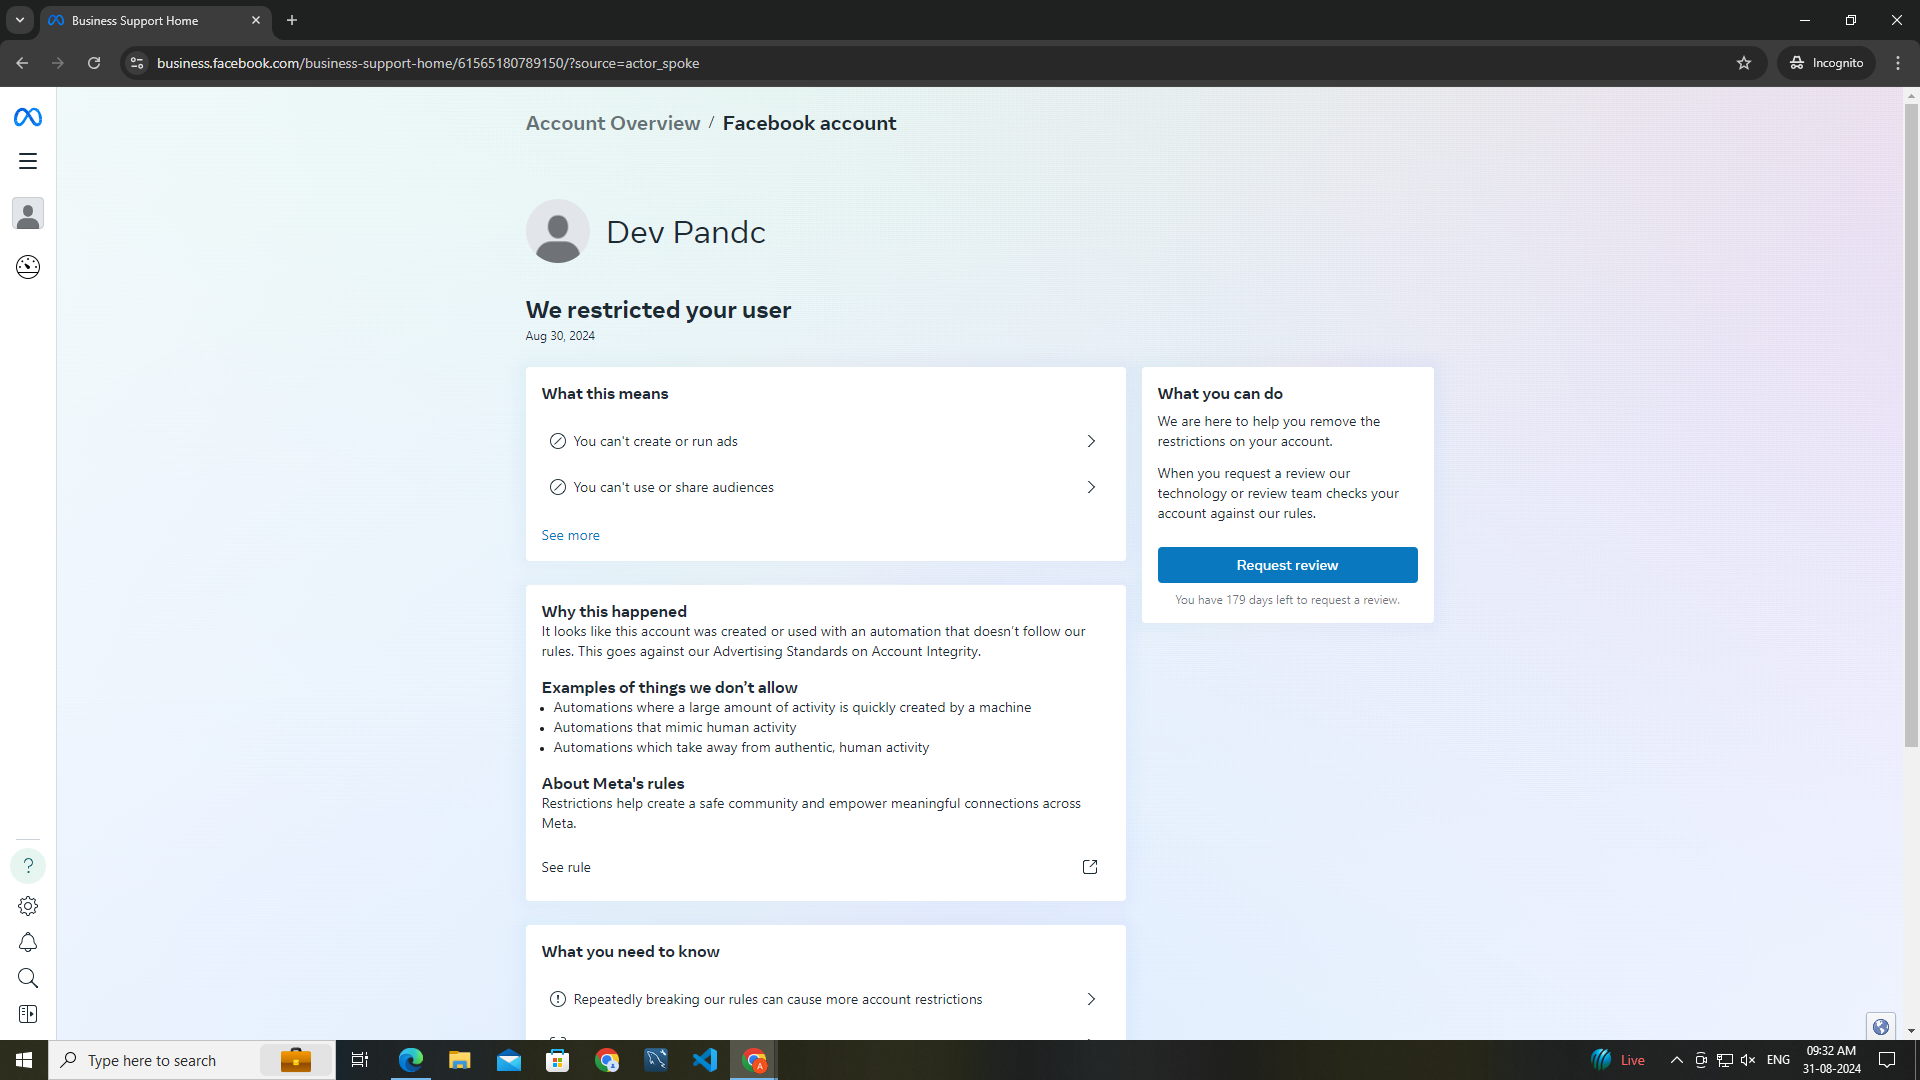 Business Support Home
business.facebook.com/business-support-home/61565180789150/?source=actor_spoke
Incognito
Account Overview / Facebook account
Dev Pandc
We restricted your user
Aug 30, 2024
What this means
You can't create or run ads
You can't use or share audiences
See more
What you can do
We are here to help you remove the
restrictions on your account.
When you request a review our
technology or review team checks your
account against our rules.
Request review
You have 179 days left to request a review.
Why this happened
It looks like this account was created or used with an automation that doesn’t follow our
rules. This goes against our Advertising Standards on Account Integrity.
Examples of things we don’t allow
• Automations where a large amount of activity is quickly created by a machine
• Automations that mimic human activity
• Automations which take away from authentic, human activity
About Meta's rules
Restrictions help create a safe community and empower meaningful connections across
Meta.
See rule
What you need to know
Repeatedly breaking our rules can cause more account restrictions
Type here to search
A
Live
ENG
09:32 AM
31-08-2024